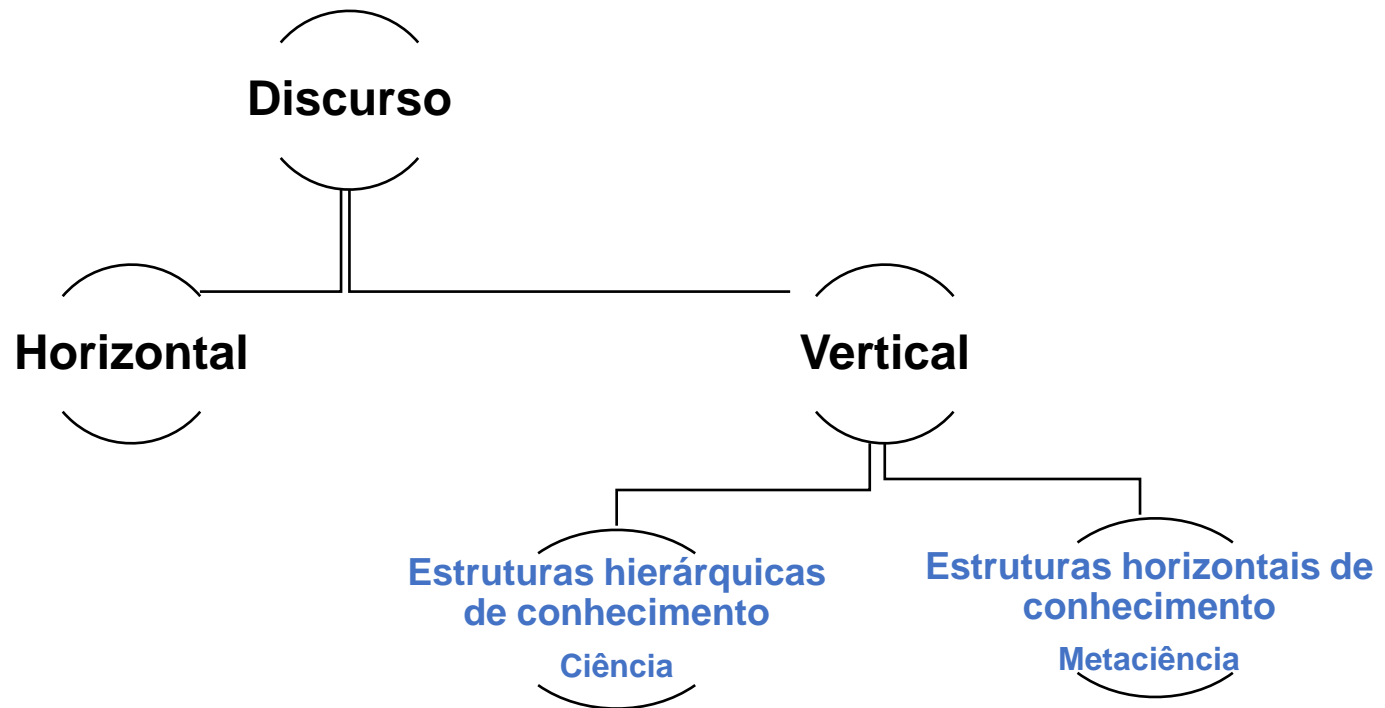 Discurso
Horizontal
Vertical
Estruturas hierárquicas
de conhecimento
Ciência
Estruturas horizontais de
conhecimento
Metaciência